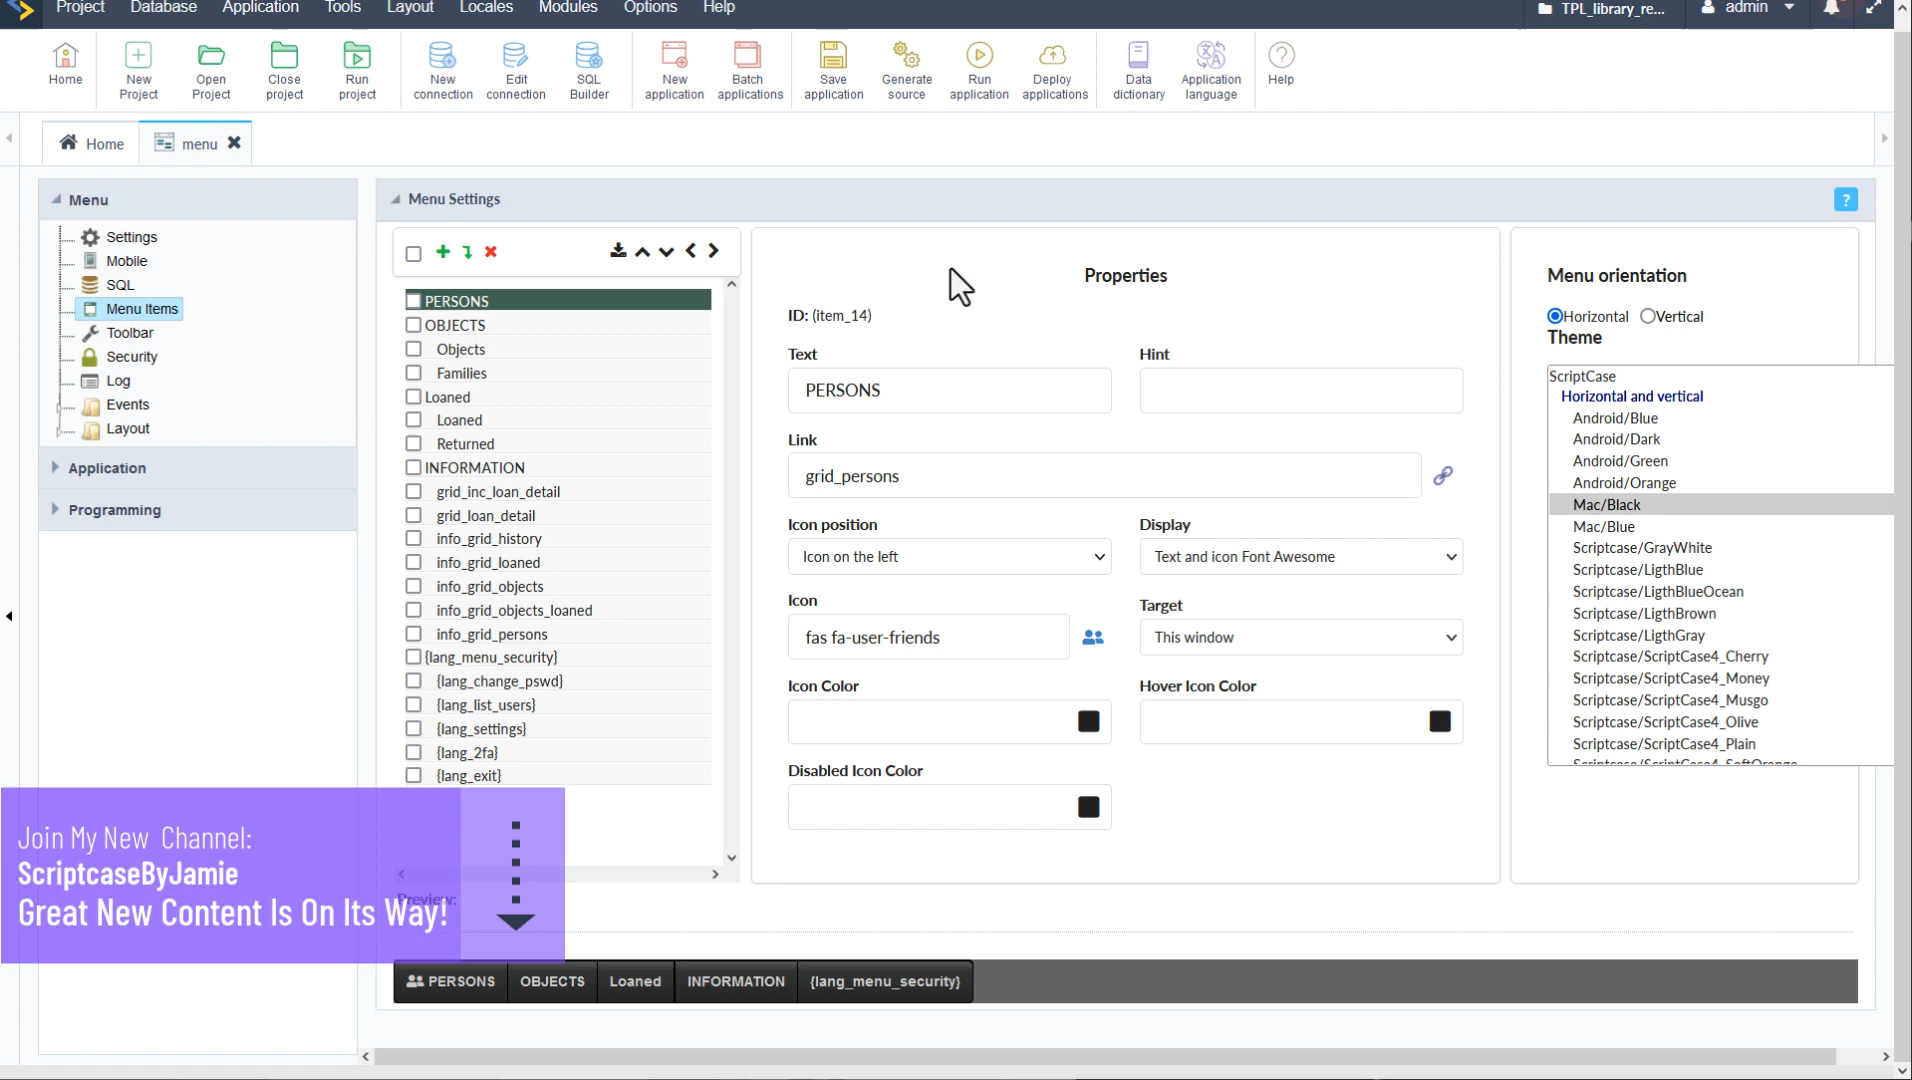 Project Database Application Tools Layout Locales Modules Options Help TPL_library_re... admin
Home
New Project
Open Project
Close project
Run project
New connection
Edit connection
SQL Builder
New application
Batch applications
Save application
Generate source
Run application
Deploy applications
Data dictionary
Application language
Help
Home menu
Menu
Settings
Mobile
SQL
Menu Items
Toolbar
Security
Log
Events
Layout
Application
Programming
Menu Settings
?
PERSONS
OBJECTS
Objects
Families
Loaned
Loaned
Returned
INFORMATION
grid_inc_loan_detail
grid_loan_detail
info_grid_history
info_grid_loaned
info_grid_objects
info_grid_objects_loaned
info_grid_persons
{lang_menu_security}
{lang_change_pswd}
{lang_list_users}
{lang_settings}
{lang_2fa}
{lang_exit}
Properties
ID: (item_14)
Text Hint
PERSONS
Link
grid_persons
Icon position Display
Icon on the left Text and icon Font Awesome
Icon Target
fas fa-user-friends This window
Icon Color Hover Icon Color
Disabled Icon Color
Menu orientation
Horizontal Vertical
Theme
ScriptCase
Horizontal and vertical
Android/Blue
Android/Dark
Android/Green
Android/Orange
Mac/Black
Mac/Blue
Scriptcase/GrayWhite
Scriptcase/LigthBlue
Scriptcase/LigthBlueOcean
Scriptcase/LigthBrown
Scriptcase/LigthGray
Scriptcase/ScriptCase4_Cherry
Scriptcase/ScriptCase4_Money
Scriptcase/ScriptCase4_Musgo
Scriptcase/ScriptCase4_Olive
Scriptcase/ScriptCase4_Plain
Scriptcase/ScriptCase4_SoftOrange
Join My New Channel:
ScriptcaseByJamie
Great New Content Is On Its Way!
Preview:
PERSONS OBJECTS Loaned INFORMATION {lang_menu_security}